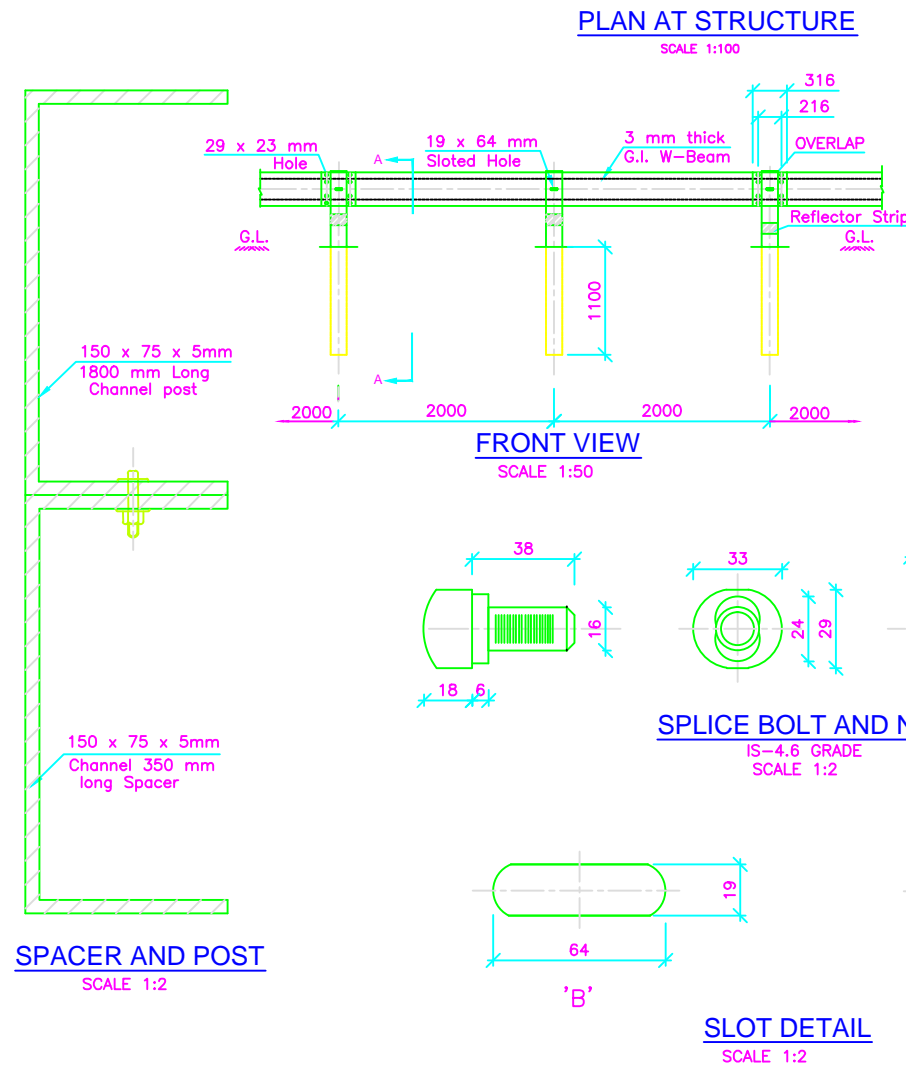 PLAN AT STRUCTURE
SCALE 1:100
316
216
29 x 23 mm
Hole
A
19 x 64 mm
Sloted Hole
3 mm thick
G.I. W-Beam
OVERLAP
Reflector Strip
G.L.
G.L.
1100
150 x 75 x 5mm
1800 mm Long
Channel post
A
2000
2000
2000
2000
FRONT VIEW
SCALE 1:50
38
16
18
6
33
24
29
SPLICE BOLT AND N
IS-4.6 GRADE
SCALE 1:2
150 x 75 x 5mm
Channel 350 mm
long Spacer
19
64
'B'
SPACER AND POST
SCALE 1:2
SLOT DETAIL
SCALE 1:2